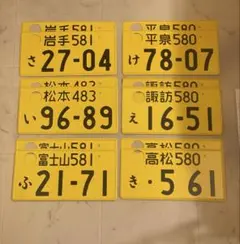 岩手581
さ 27-04
平泉580
け 78-07
松本483
い 96-89
諏訪580
え 16-51
富士山581
ふ 21-71
高松580
き ・5 61